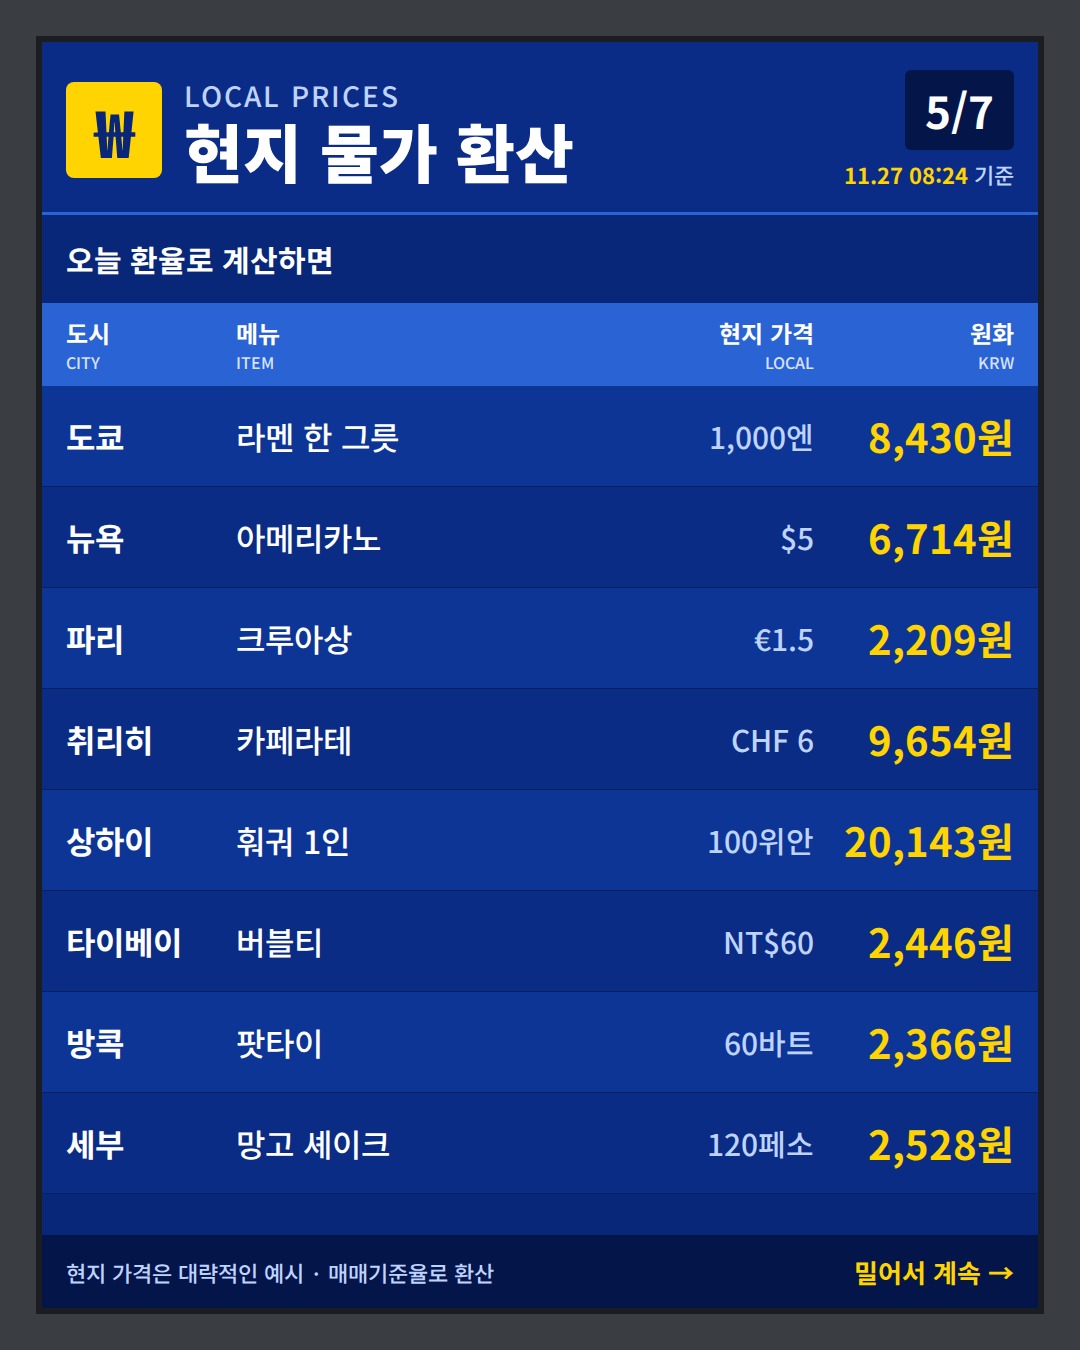 ₩
LOCAL PRICES
현지 물가 환산
5/7
11.27 08:24 기준
오늘 환율로 계산하면
도시 메뉴 현지 가격 원화
CITY ITEM LOCAL KRW
도쿄 라멘 한 그릇 1,000엔 8,430원
뉴욕 아메리카노 $5 6,714원
파리 크루아상 €1.5 2,209원
취리히 카페라테 CHF 6 9,654원
상하이 훠궈 1인 100위안 20,143원
타이베이 버블티 NT$60 2,446원
방콕 팟타이 60바트 2,366원
세부 망고 셰이크 120페소 2,528원
현지 가격은 대략적인 예시 · 매매기준율로 환산 밀어서 계속 →